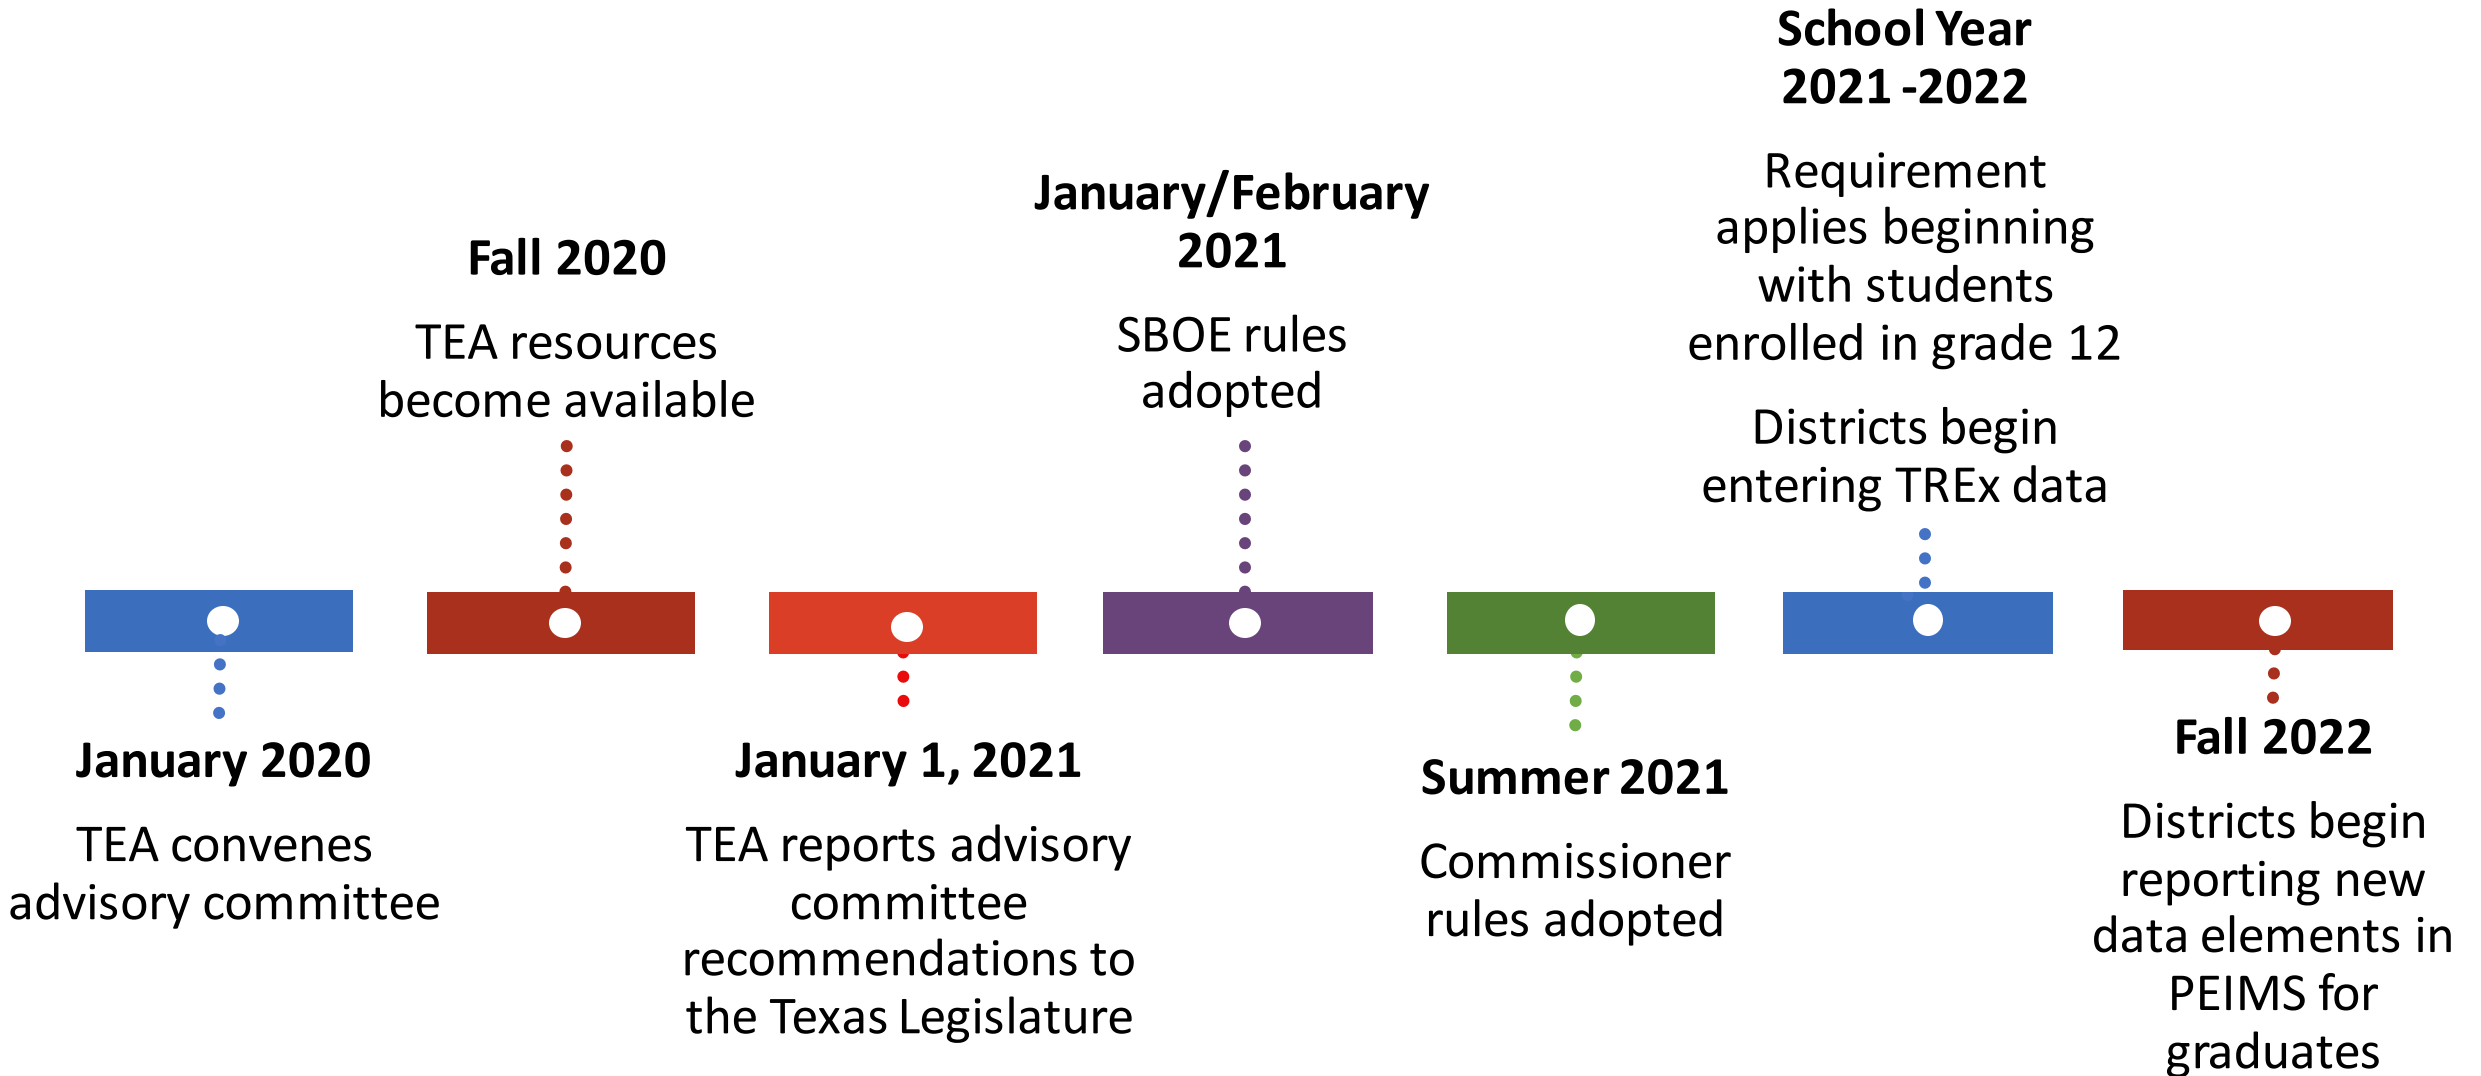 January 2020
TEA convenes
advisory committee
Fall 2020
TEA resources
become available
January 1, 2021
TEA reports advisory
committee
recommendations to
the Texas Legislature
January/February
2021
SBOE rules
adopted
Summer 2021
Commissioner
rules adopted
School Year
2021 -2022
Requirement
applies beginning
with students
enrolled in grade 12
Districts begin
entering TREx data
Fall 2022
Districts begin
reporting new
data elements in
PEIMS for
graduates